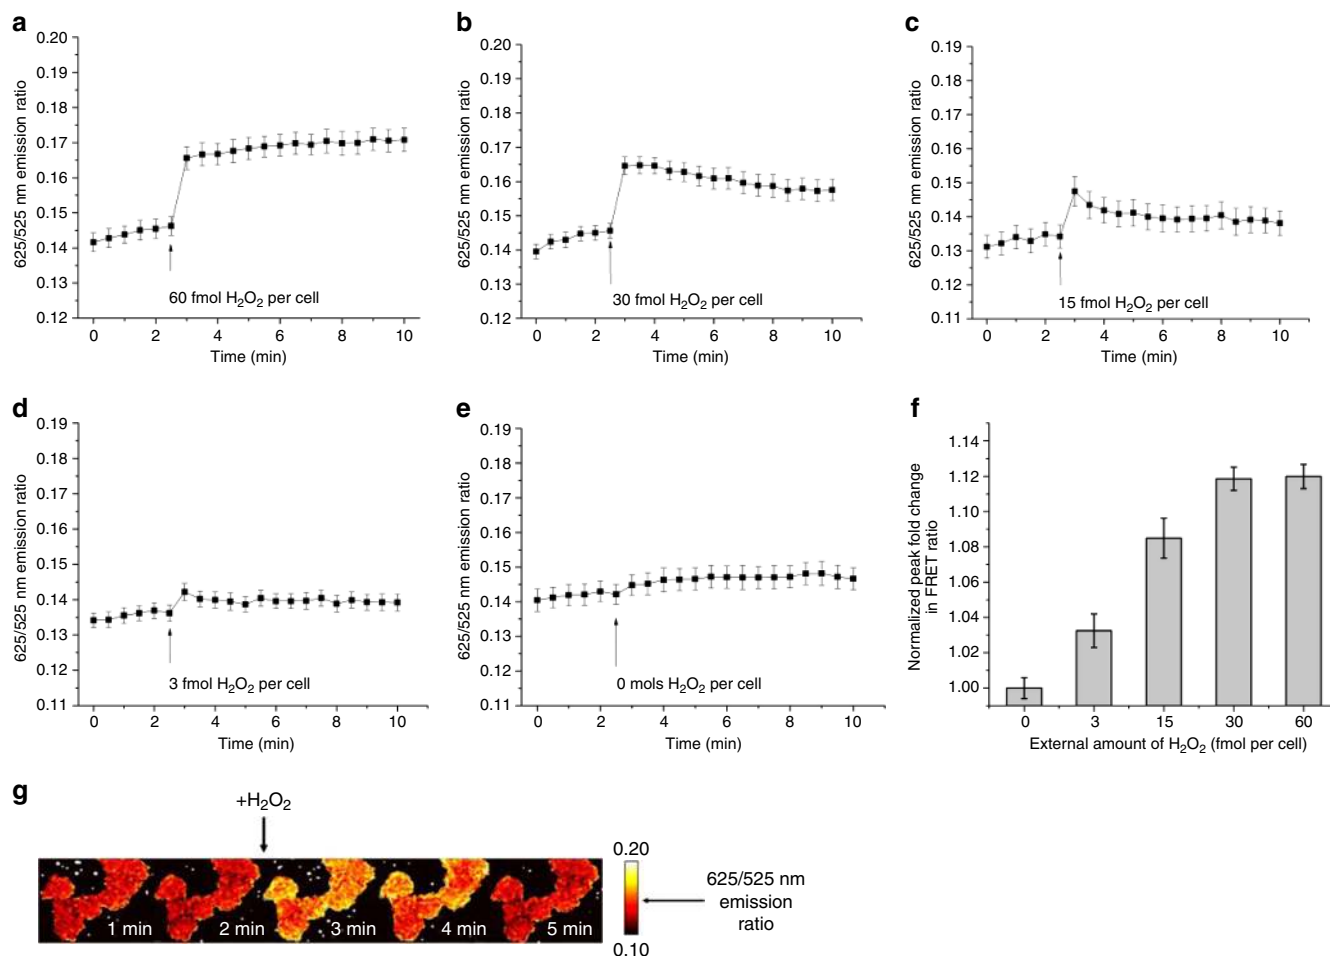 a
0.20
0.19
0.18
0.17
0.16
0.15
0.14
0.13
0.12
625/525 nm emission ratio
60 fmol H₂O₂ per cell
0 2 4 6 8 10
Time (min)
b
0.20
0.19
0.18
0.17
0.16
0.15
0.14
0.13
0.12
625/525 nm emission ratio
30 fmol H₂O₂ per cell
0 2 4 6 8 10
Time (min)
c
0.19
0.18
0.17
0.16
0.15
0.14
0.13
0.12
0.11
625/525 nm emission ratio
15 fmol H₂O₂ per cell
0 2 4 6 8 10
Time (min)
d
0.19
0.18
0.17
0.16
0.15
0.14
0.13
0.12
0.11
625/525 nm emission ratio
3 fmol H₂O₂ per cell
0 2 4 6 8 10
Time (min)
e
0.19
0.18
0.17
0.16
0.15
0.14
0.13
0.12
0.11
625/525 nm emission ratio
0 mols H₂O₂ per cell
0 2 4 6 8 10
Time (min)
f
1.14
1.12
1.10
1.08
1.06
1.04
1.02
1.00
Normalized peak fold change
in FRET ratio
0 3 15 30 60
External amount of H₂O₂ (fmol per cell)
g
+H₂O₂
1 min 2 min 3 min 4 min 5 min
0.20
0.10
625/525 nm
emission
ratio